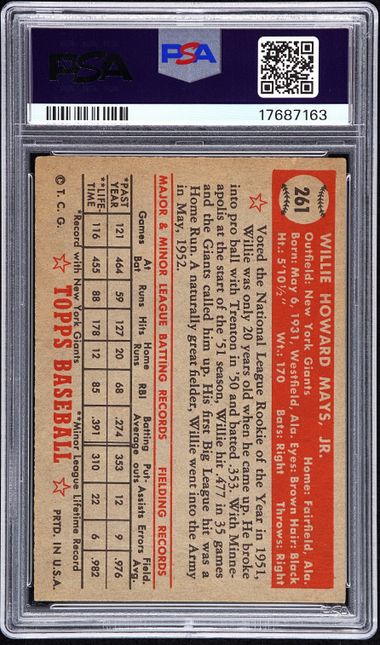 PSA
PSA
17687163
261
WILLIE HOWARD MAYS, JR.
Outfield: New York Giants Home: Fairfield, Ala.
Born: May 6, 1931, Westfield, Ala. Eyes: Brown Hair: Black
Ht.: 5'10½" Wt.: 170 Bats: Right Throws: Right
Voted the National League Rookie of the Year in 1951,
Willie was only 20 years old when he came up. He broke
into pro ball with Trenton in '50 and batted .353. With Minne-
apolis at the start of the '51 season, Willie hit .477 in 35 games
and the Giants called him up. His first Big League hit was a
Home Run. A naturally great fielder, Willie went into the Army
in May, 1952.
MAJOR & MINOR LEAGUE BATTING RECORDS FIELDING RECORDS
Games At Bat Runs Hits Home Runs RBI Batting Average Put-outs Assists Errors Field. Avg.
*PAST YEAR 121 464 59 127 20 68 .274 353 12 9 .976
**LIFE-TIME 116 455 88 178 12 85 .391 310 22 6 .982
*Record with New York Giants **Minor League Lifetime Record
© T. C. G. TOPPS BASEBALL PRTD. IN U.S.A.